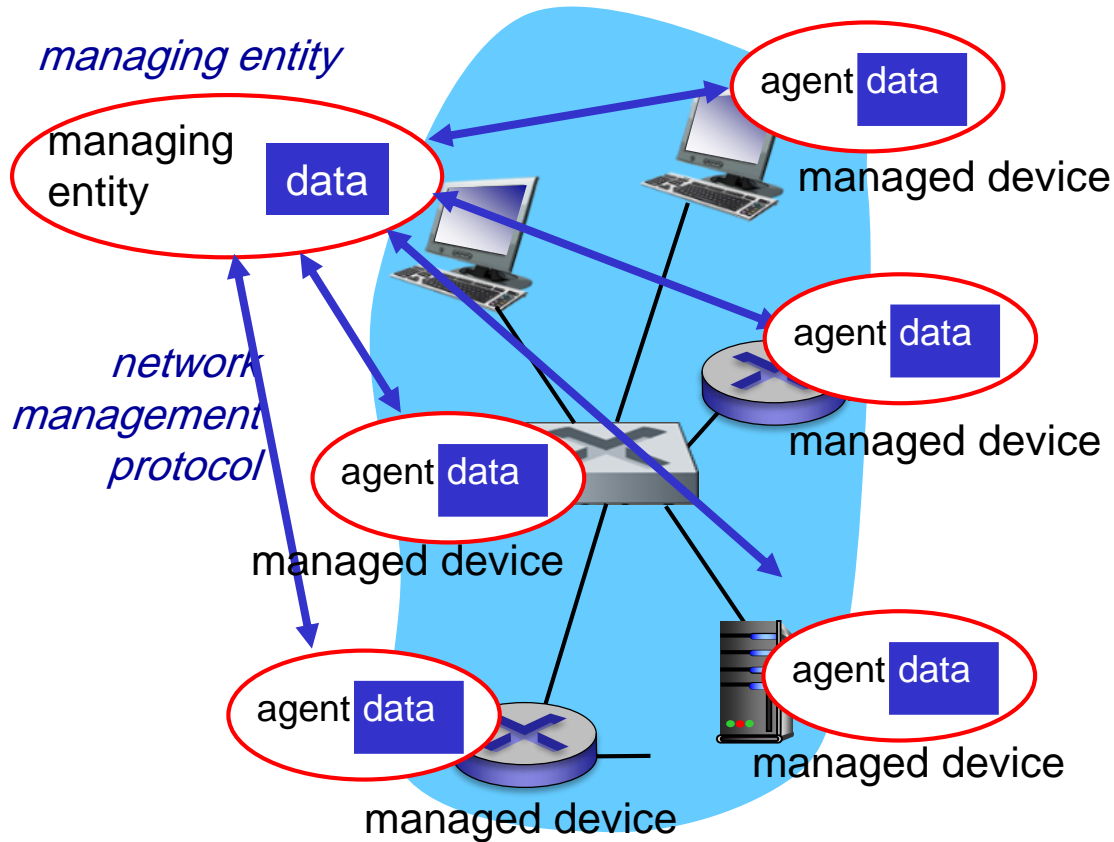 managing entity
managing
entity
data
agent data
managed device
agent data
managed device
network
management
protocol
agent data
managed device
agent data
managed device
agent data
managed device